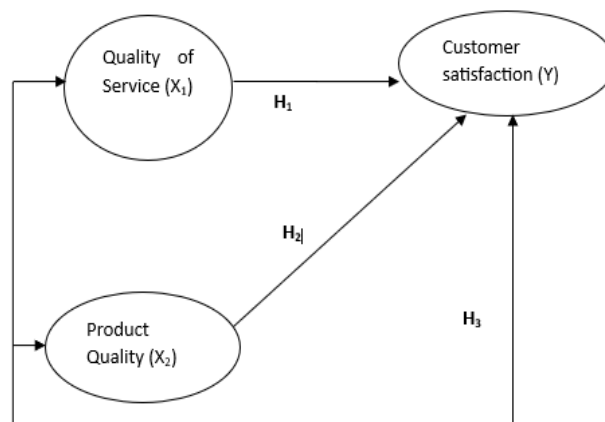 Quality of
Service (X₁)
Customer
satisfaction (Y)
H₁
H₂
H₃
Product
Quality (X₂)